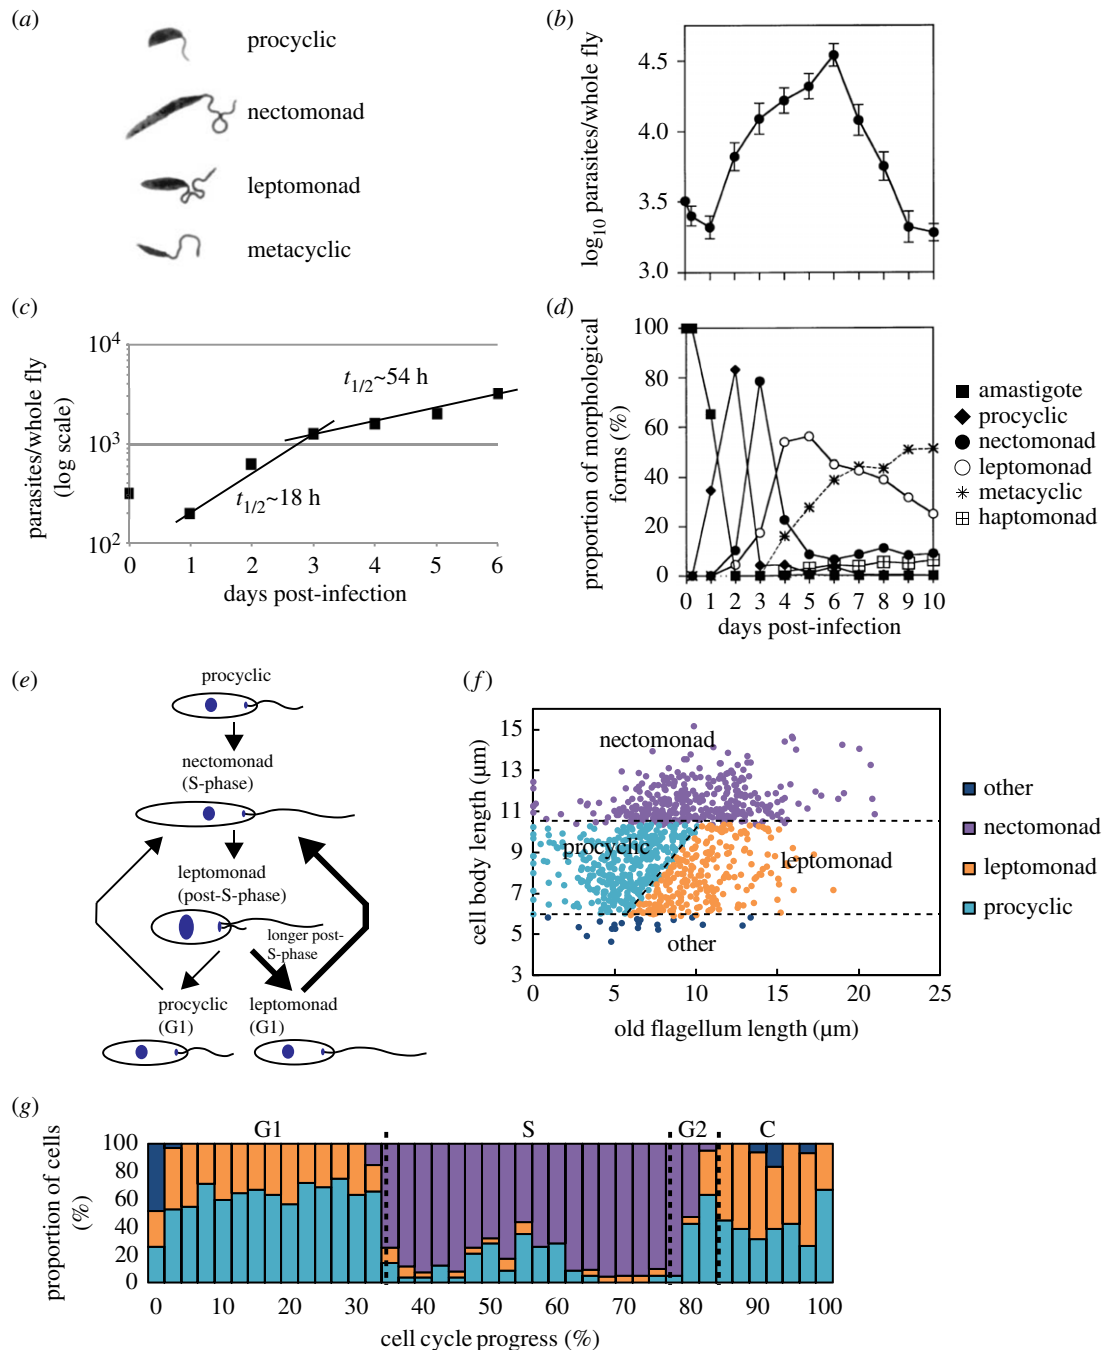 (a)
procyclic
nectomonad
leptomonad
metacyclic
(b)
log10 parasites/whole fly
4.5
4.0
3.5
3.0
(c)
parasites/whole fly
(log scale)
10^4
10^3
10^2
t1/2~54 h
t1/2~18 h
0 1 2 3 4 5 6
days post-infection
(d)
proportion of morphological
forms (%)
100
80
60
40
20
0
0 1 2 3 4 5 6 7 8 9 10
days post-infection
amastigote
procyclic
nectomonad
leptomonad
metacyclic
haptomonad
(e)
procyclic
nectomonad
(S-phase)
leptomonad
(post-S-phase)
longer post-
S-phase
procyclic
(G1)
leptomonad
(G1)
(f)
cell body length (µm)
15
13
11
9
7
5
3
nectomonad
procyclic
leptomonad
other
0 5 10 15 20 25
old flagellum length (µm)
other
nectomonad
leptomonad
procyclic
(g)
proportion of cells
(%)
100
80
60
40
20
0
G1 S G2 C
0 10 20 30 40 50 60 70 80 90 100
cell cycle progress (%)